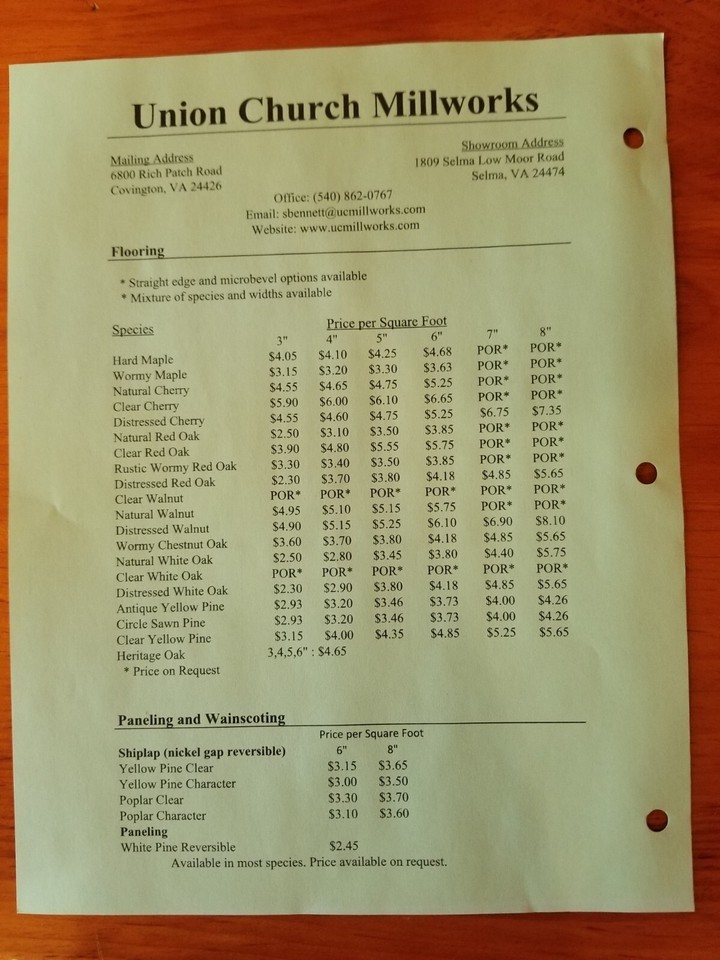 Union Church Millworks
Mailing Address
6800 Rich Patch Road
Covington, VA 24426
Showroom Address
1809 Selma Low Moor Road
Selma, VA 24474
Office: (540) 862-0767
Email: sbennett@ucmillworks.com
Website: www.ucmillworks.com
Flooring
* Straight edge and microbevel options available
* Mixture of species and widths available
Species Price per Square Foot
3" 4" 5" 6" 7" 8"
Hard Maple $4.05 $4.10 $4.25 $4.68 POR* POR*
Wormy Maple $3.15 $3.20 $3.30 $3.63 POR* POR*
Natural Cherry $4.55 $4.65 $4.75 $5.25 POR* POR*
Clear Cherry $5.90 $6.00 $6.10 $6.65 POR* POR*
Distressed Cherry $4.55 $4.60 $4.75 $5.25 $6.75 $7.35
Natural Red Oak $2.50 $3.10 $3.50 $3.85 POR* POR*
Clear Red Oak $3.90 $4.80 $5.55 $5.75 POR* POR*
Rustic Wormy Red Oak $3.30 $3.40 $3.50 $3.85 POR* POR*
Distressed Red Oak $2.30 $3.70 $3.80 $4.18 $4.85 $5.65
Clear Walnut POR* POR* POR* POR* POR* POR*
Natural Walnut $4.95 $5.10 $5.15 $5.75 POR* POR*
Distressed Walnut $4.90 $5.15 $5.25 $6.10 $6.90 $8.10
Wormy Chestnut Oak $3.60 $3.70 $3.80 $4.18 $4.85 $5.65
Natural White Oak $2.50 $2.80 $3.45 $3.80 $4.40 $5.75
Clear White Oak POR* POR* POR* POR* POR* POR*
Distressed White Oak $2.30 $2.90 $3.80 $4.18 $4.85 $5.65
Antique Yellow Pine $2.93 $3.20 $3.46 $3.73 $4.00 $4.26
Circle Sawn Pine $2.93 $3.20 $3.46 $3.73 $4.00 $4.26
Clear Yellow Pine $3.15 $4.00 $4.35 $4.85 $5.25 $5.65
Heritage Oak 3,4,5,6" : $4.65
* Price on Request
Paneling and Wainscoting
Price per Square Foot
Shiplap (nickel gap reversible) 6" 8"
Yellow Pine Clear $3.15 $3.65
Yellow Pine Character $3.00 $3.50
Poplar Clear $3.30 $3.70
Poplar Character $3.10 $3.60
Paneling
White Pine Reversible $2.45
Available in most species. Price available on request.